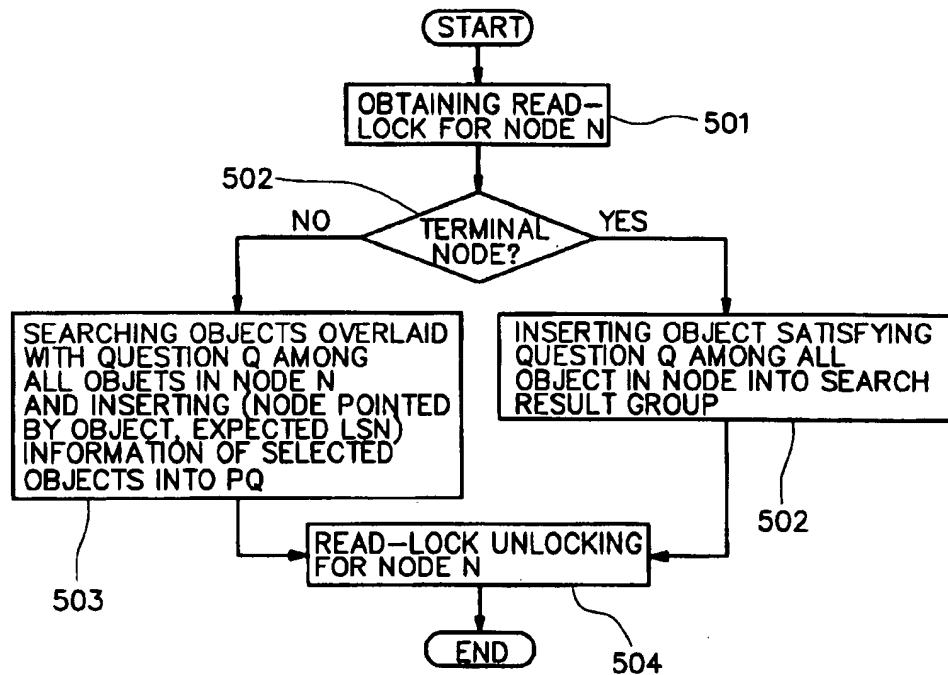 START
OBTAINING READ-
LOCK FOR NODE N
501
502
NO
YES
TERMINAL
NODE?
SEARCHING OBJECTS OVERLAID
WITH QUESTION Q AMONG
ALL OBJETS IN NODE N
AND INSERTING (NODE POINTED
BY OBJECT, EXPECTED LSN)
INFORMATION OF SELECTED
OBJECTS INTO PQ
503
INSERTING OBJECT SATISFYING
QUESTION Q AMONG ALL
OBJECT IN NODE INTO SEARCH
RESULT GROUP
502
READ-LOCK UNLOCKING
FOR NODE N
504
END